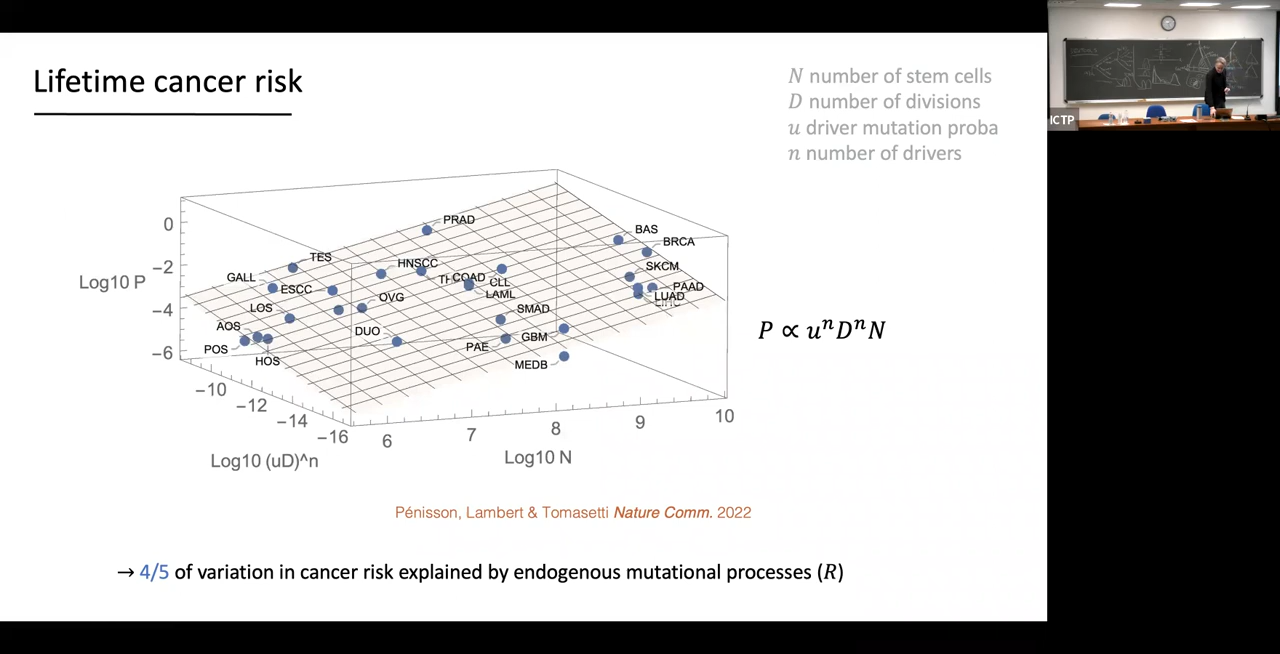 Lifetime cancer risk
N number of stem cells
D number of divisions
u driver mutation proba
n number of drivers
ICTP
0
−2
−4
−6
Log10 P
PRAD
TES
GALL
ESCC
HNSCC
COAD
CLL
LAML
LOS
OVG
AOS
POS
HOS
DUO
SMAD
PAE
GBM
MEDB
BAS
BRCA
SKCM
PAAD
LUAD
−10
−12
−14
−16
Log10 (uD)^n
6
7
8
9
10
Log10 N
P ∝ uⁿDⁿN
Pénisson, Lambert & Tomasetti Nature Comm. 2022
→ 4/5 of variation in cancer risk explained by endogenous mutational processes (R)